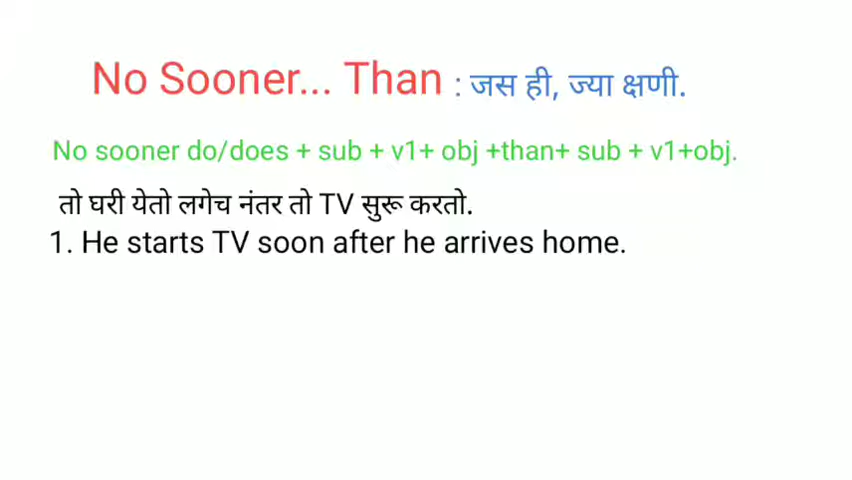 No Sooner... Than : जस ही, ज्या क्षणी.
No sooner do/does + sub + v1+ obj +than+ sub + v1+obj.
तो घरी येतो लगेच नंतर तो TV सुरू करतो.
1. He starts TV soon after he arrives home.